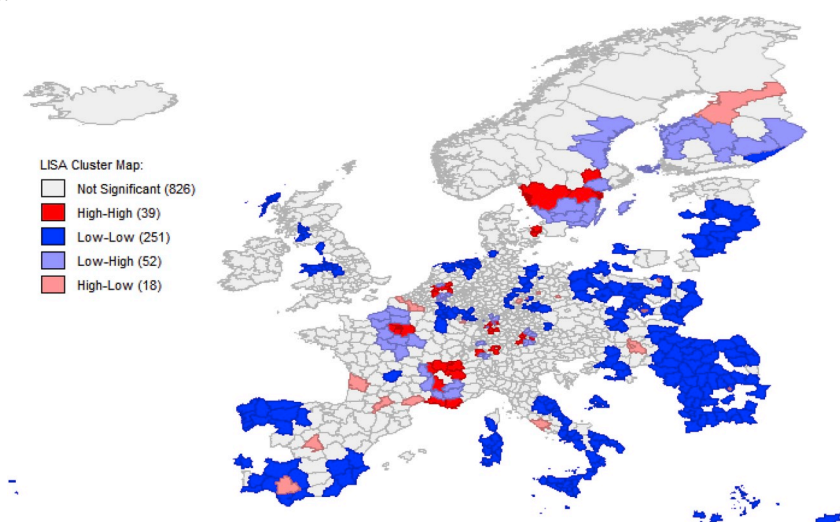 LISA Cluster Map:
Not Significant (826)
High-High (39)
Low-Low (251)
Low-High (52)
High-Low (18)